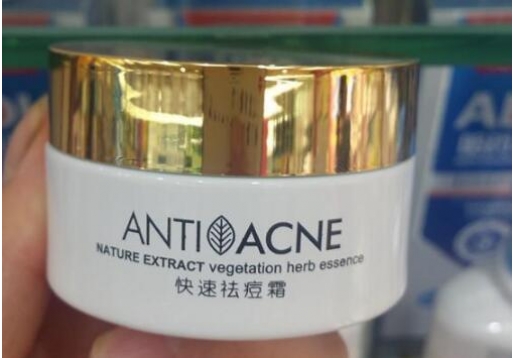 ANTI ACNE
NATURE EXTRACT vegetation herb essence
快速祛痘霜